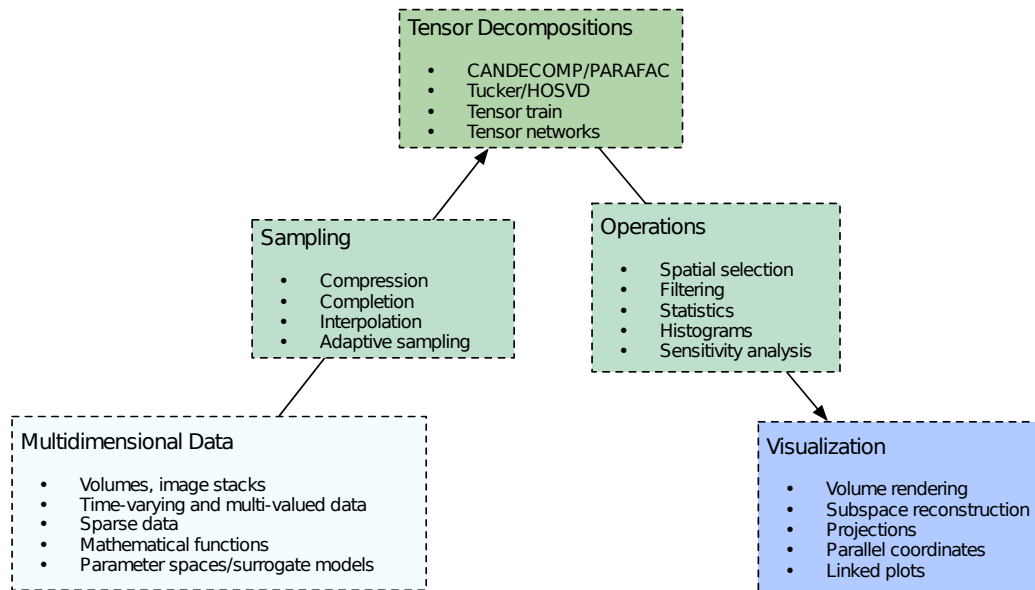 Tensor Decompositions
• CANDECOMP/PARAFAC
• Tucker/HOSVD
• Tensor train
• Tensor networks
Sampling
• Compression
• Completion
• Interpolation
• Adaptive sampling
Operations
• Spatial selection
• Filtering
• Statistics
• Histograms
• Sensitivity analysis
Multidimensional Data
• Volumes, image stacks
• Time-varying and multi-valued data
• Sparse data
• Mathematical functions
• Parameter spaces/surrogate models
Visualization
• Volume rendering
• Subspace reconstruction
• Projections
• Parallel coordinates
• Linked plots